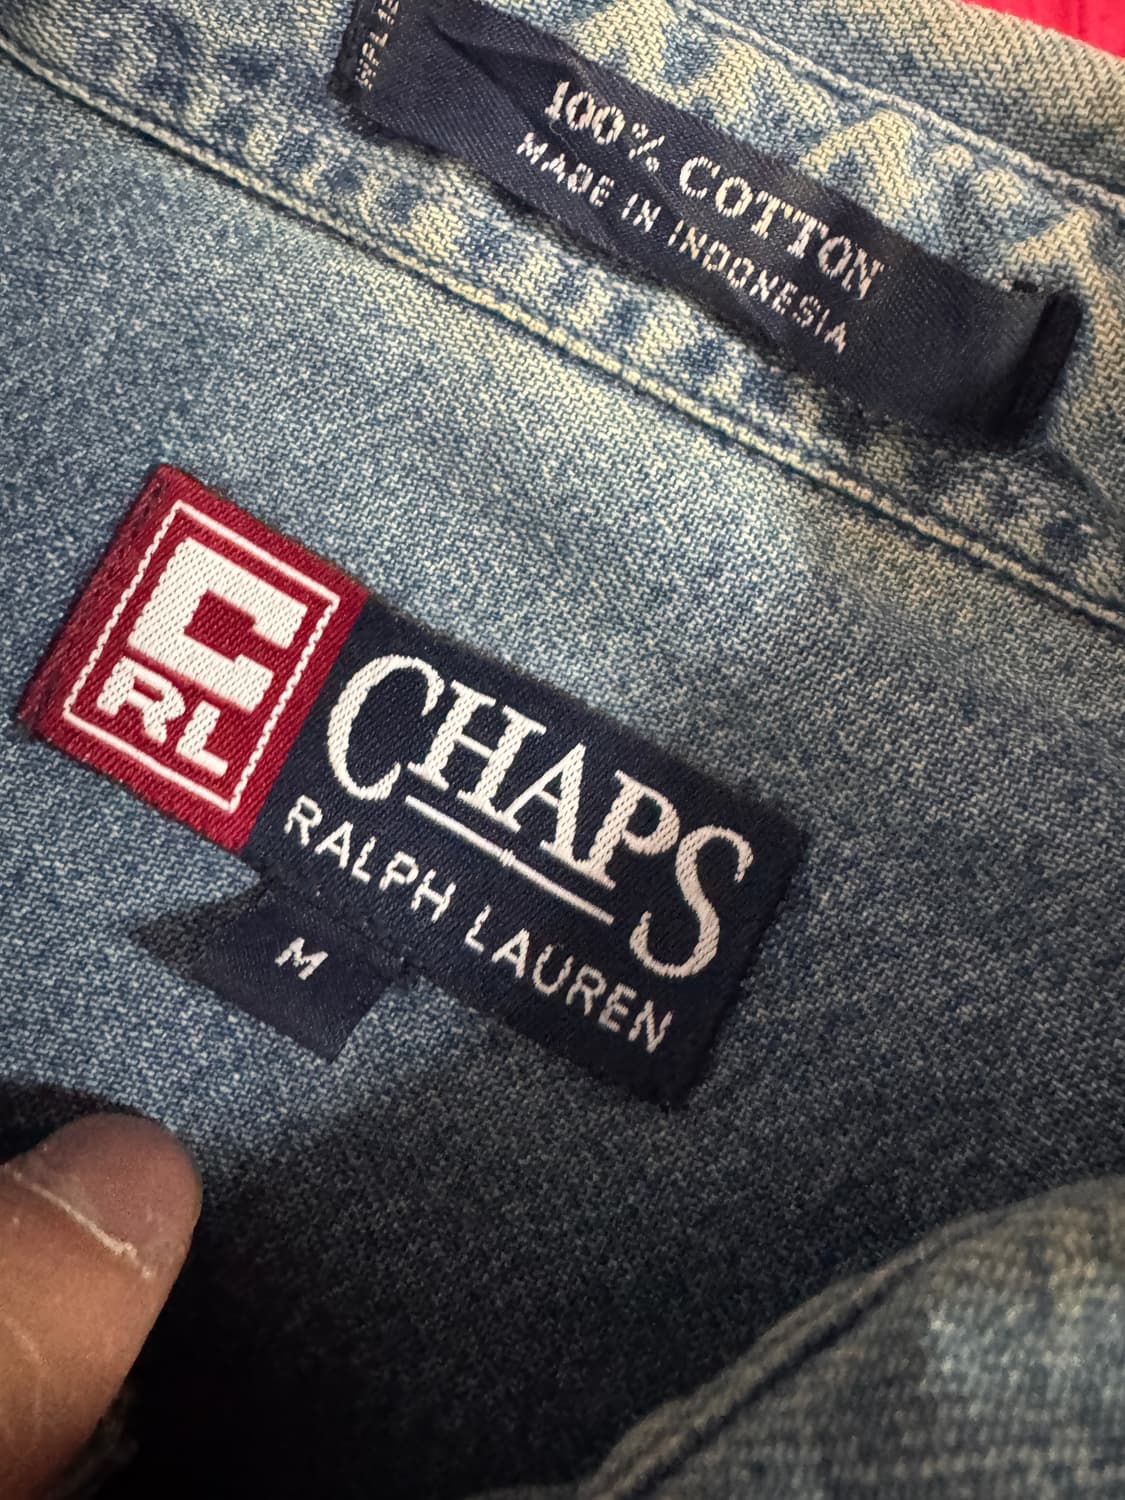 100% COTTON
MADE IN INDONESIA
C
RL
CHAPS
RALPH LAUREN
M